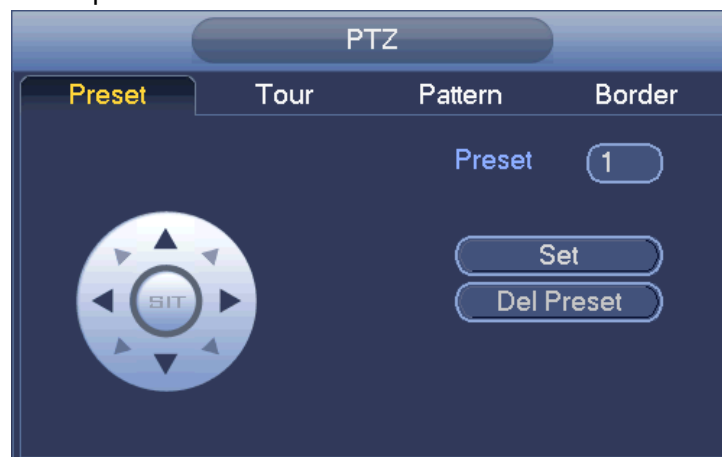 PTZ
Preset Tour Pattern Border
Preset 1
Set
SIT
Del Preset